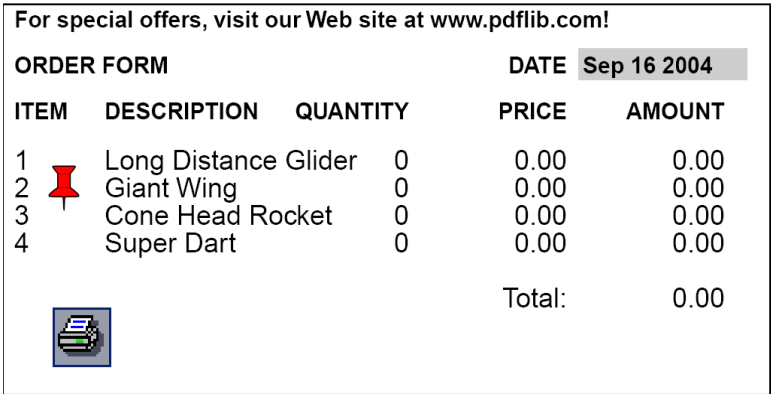 For special offers, visit our Web site at www.pdflib.com!
ORDER FORM DATE Sep 16 2004
ITEM DESCRIPTION QUANTITY PRICE AMOUNT
1 Long Distance Glider 0 0.00 0.00
2 Giant Wing 0 0.00 0.00
3 Cone Head Rocket 0 0.00 0.00
4 Super Dart 0 0.00 0.00
Total: 0.00